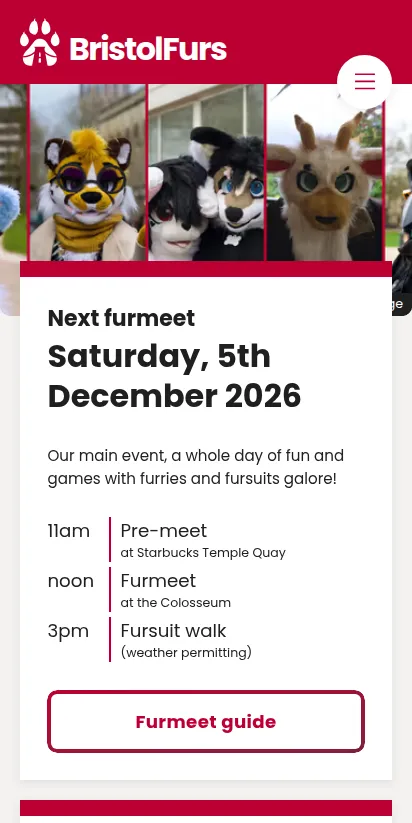 BristolFurs
ge
Next furmeet
Saturday, 5th
December 2026
Our main event, a whole day of fun and
games with furries and fursuits galore!
11am Pre-meet
at Starbucks Temple Quay
noon Furmeet
at the Colosseum
3pm Fursuit walk
(weather permitting)
Furmeet guide